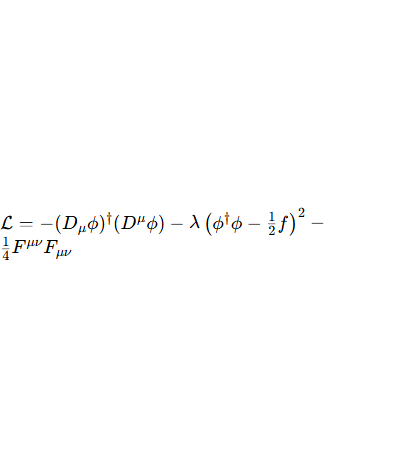 ℒ = −(D_μϕ)^†(D^μϕ) − λ(ϕ^†ϕ − ½f)² −
¼F^{μν}F_{μν}